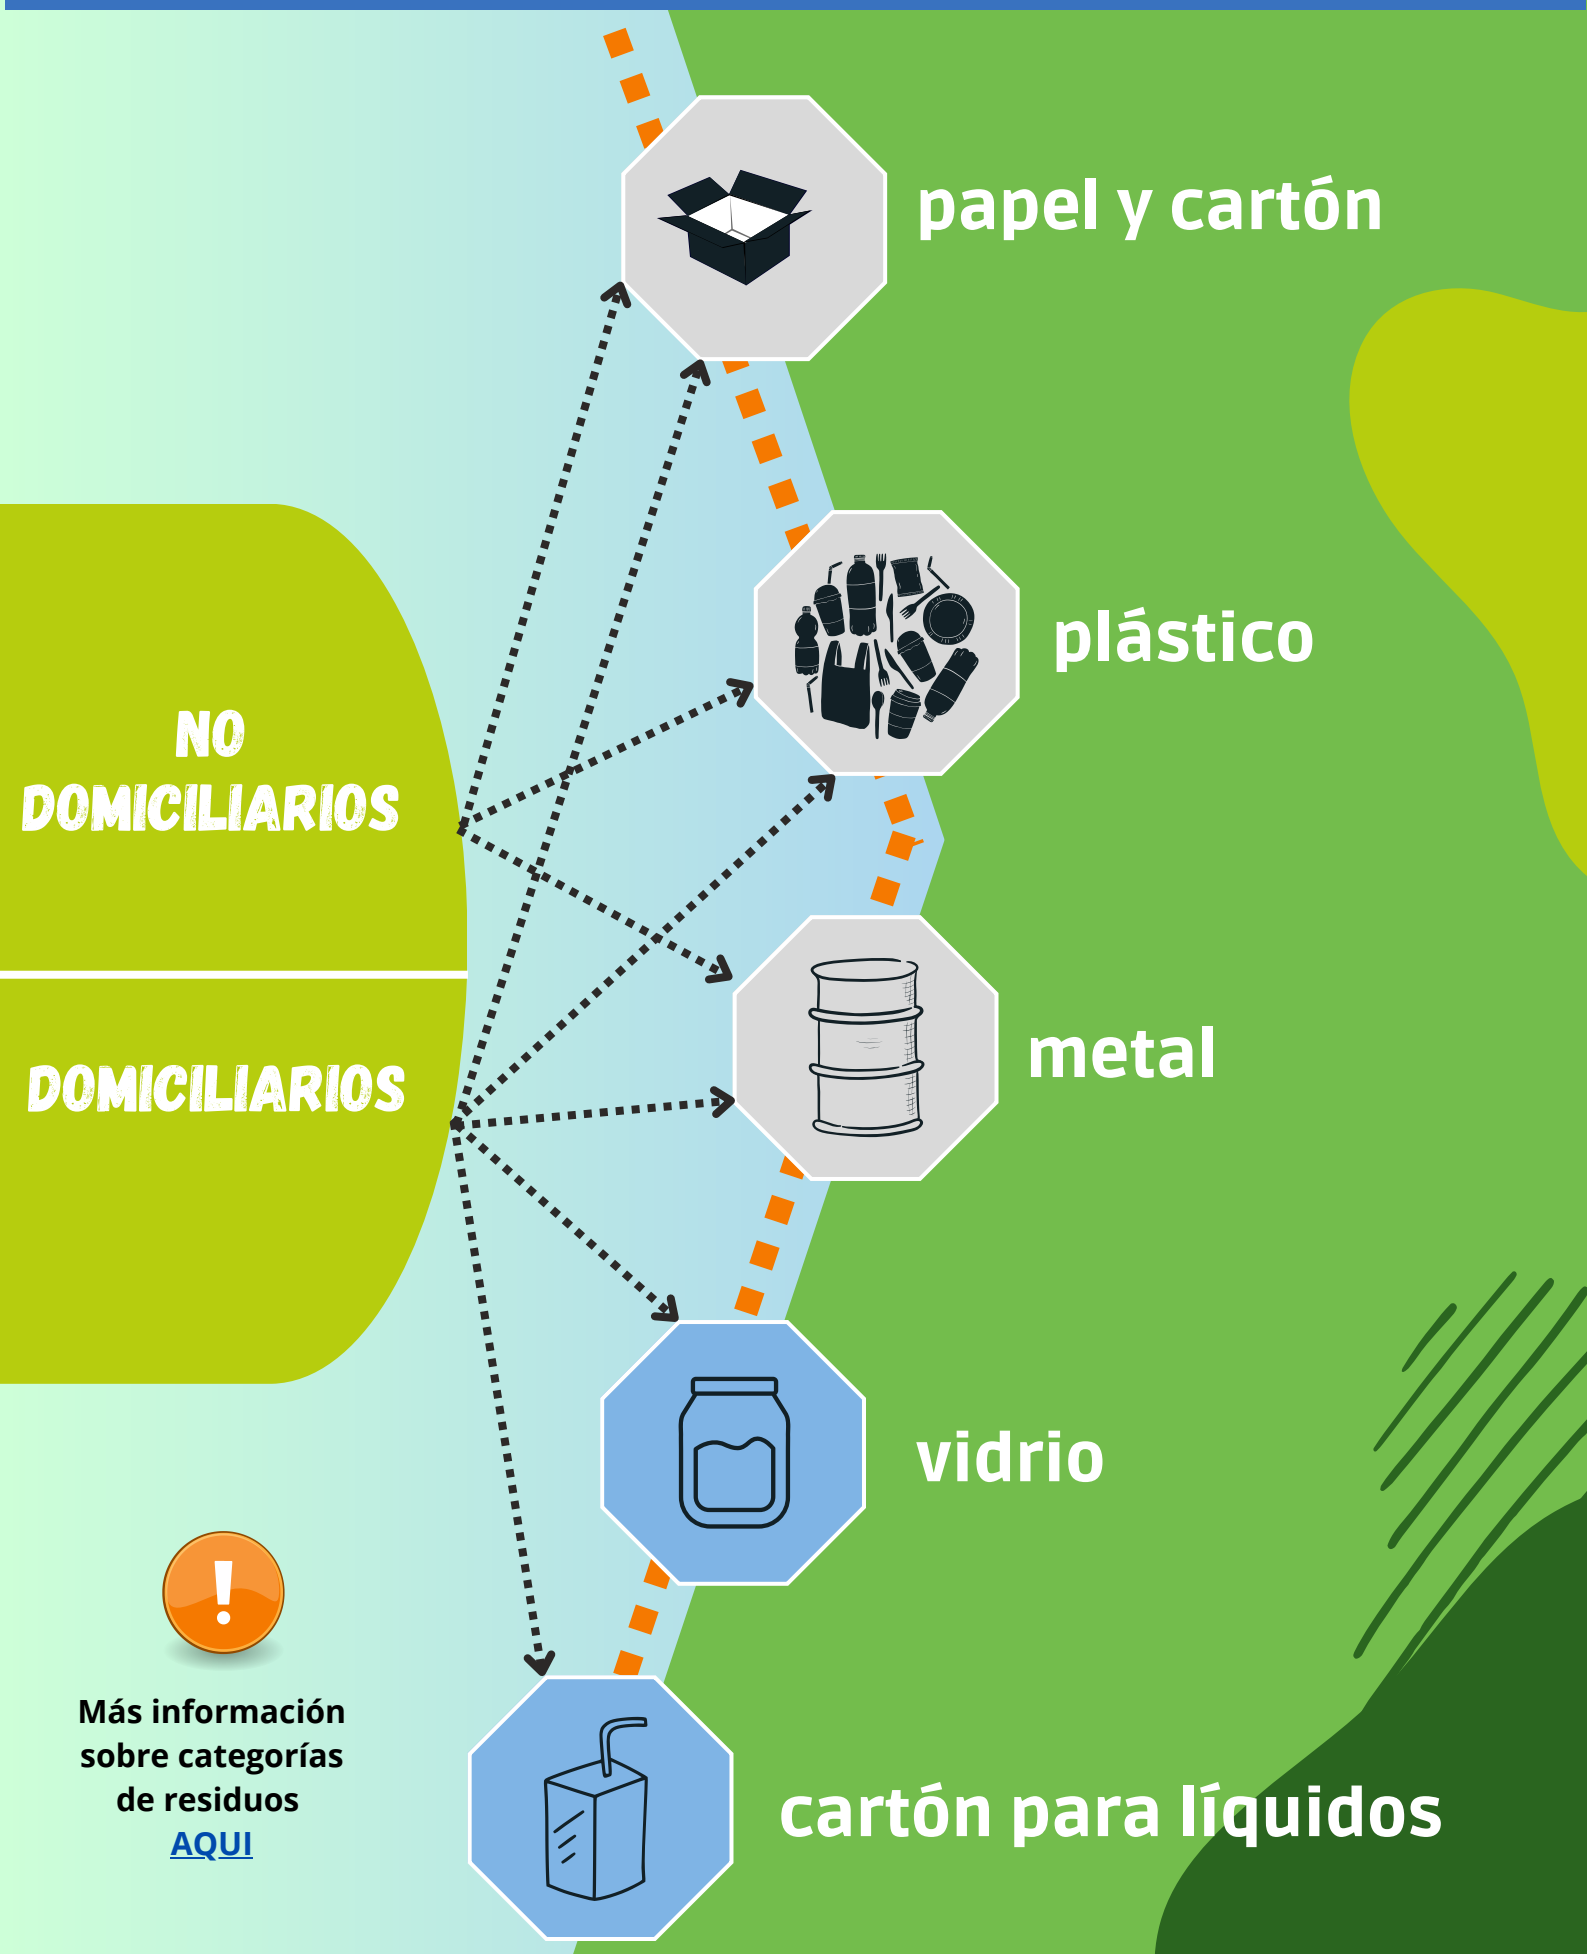 papel y cartón
plástico
NO
DOMICILIARIOS
metal
DOMICILIARIOS
vidrio
!
Más información
sobre categorías
de residuos
AQUI
cartón para líquidos